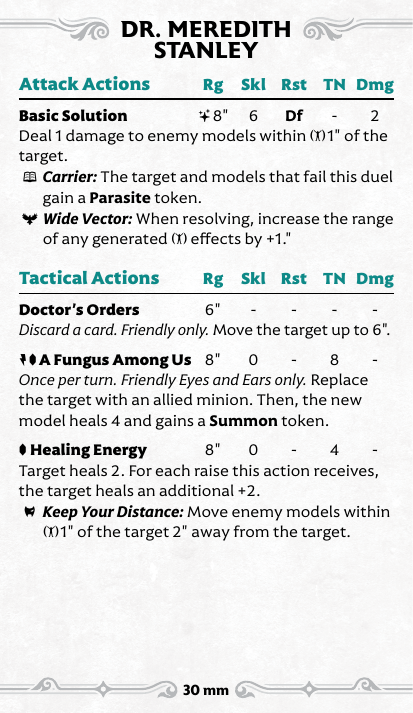 DR. MEREDITH
STANLEY
Attack Actions Rg Skl Rst TN Dmg
Basic Solution 8" 6 Df - 2
Deal 1 damage to enemy models within 1" of the
target.
Carrier: The target and models that fail this duel
gain a Parasite token.
Wide Vector: When resolving, increase the range
of any generated effects by +1."
Tactical Actions Rg Skl Rst TN Dmg
Doctor's Orders 6" - - - -
Discard a card. Friendly only. Move the target up to 6".
A Fungus Among Us 8" 0 - 8 -
Once per turn. Friendly Eyes and Ears only. Replace
the target with an allied minion. Then, the new
model heals 4 and gains a Summon token.
Healing Energy 8" 0 - 4 -
Target heals 2. For each raise this action receives,
the target heals an additional +2.
Keep Your Distance: Move enemy models within
1" of the target 2" away from the target.
30 mm